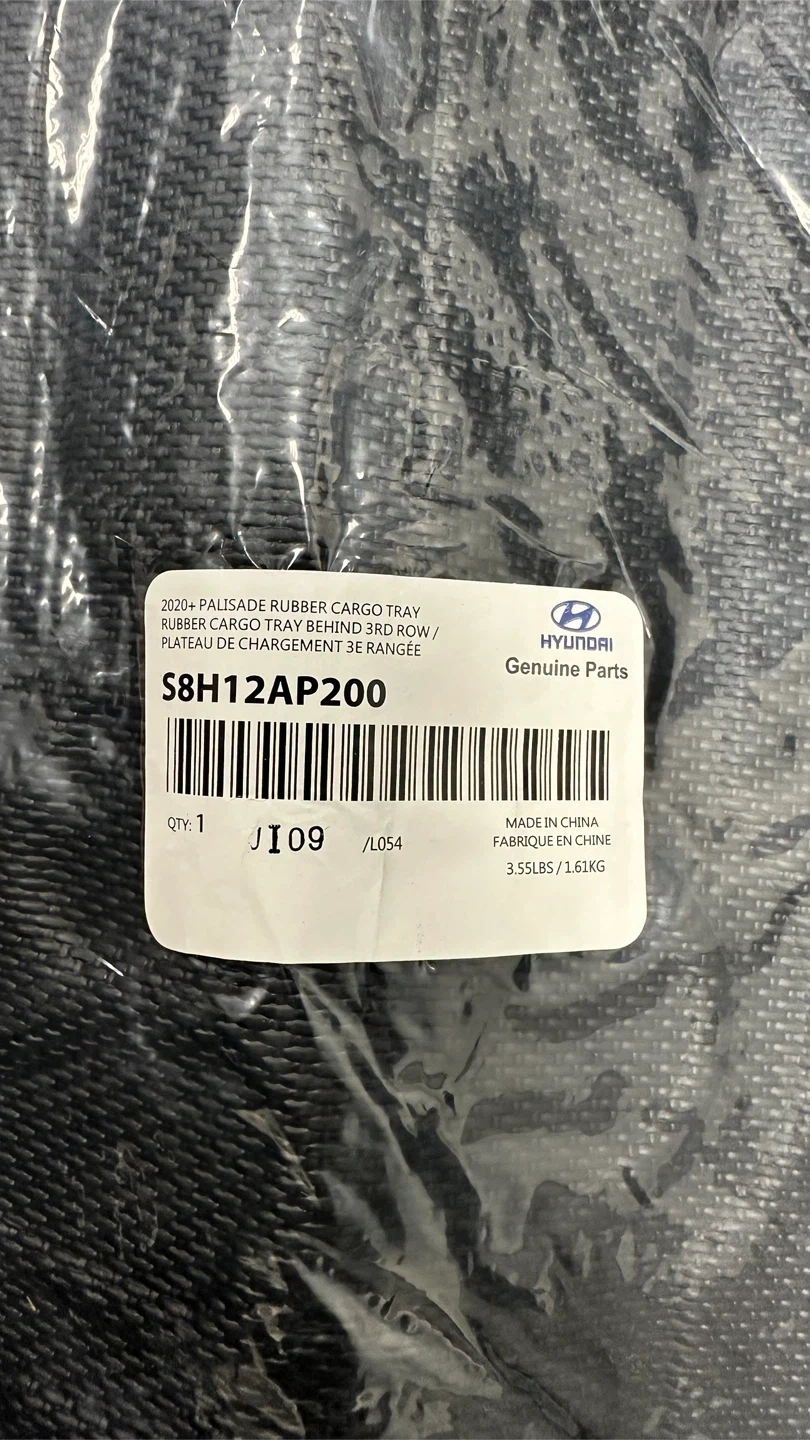 2020+ PALISADE RUBBER CARGO TRAY
RUBBER CARGO TRAY BEHIND 3RD ROW /
PLATEAU DE CHARGEMENT 3E RANGÉE
HYUNDAI
Genuine Parts
S8H12AP200
QTY: 1
JI09
/L054
MADE IN CHINA
FABRIQUE EN CHINE
3.55LBS / 1.61KG